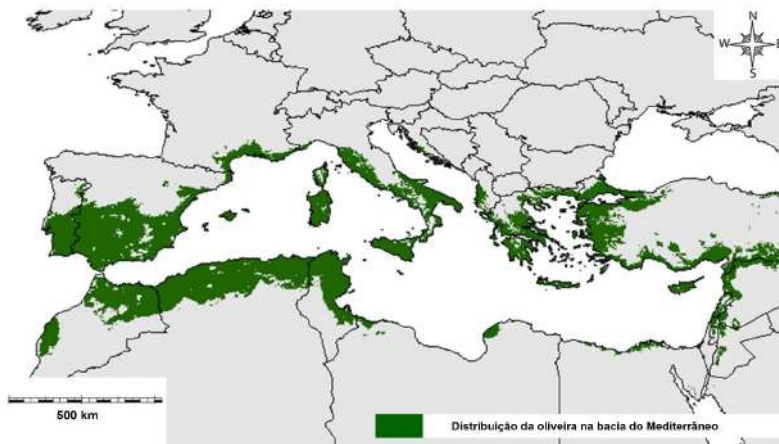 N
W E
S
500 km
Distribuição da oliveira na bacia do Mediterrâneo